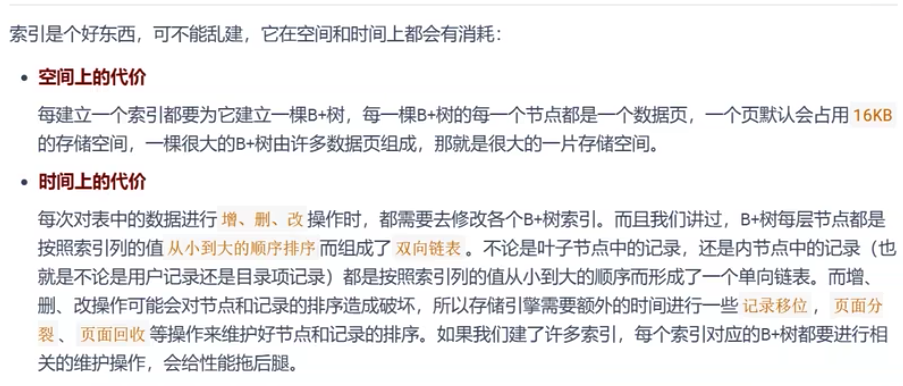 索引是个好东西，可不能乱建，它在空间和时间上都会有消耗：
• 空间上的代价
每建立一个索引都要为它建立一棵B+树，每一棵B+树的每一个节点都是一个数据页，一个页默认会占用 16KB
的存储空间，一棵很大的B+树由许多数据页组成，那就是很大的一片存储空间。
• 时间上的代价
每次对表中的数据进行 增、删、改 操作时，都需要去修改各个B+树索引。而且我们讲过，B+树每层节点都是
按照索引列的值 从小到大的顺序排序 而组成了 双向链表 。不论是叶子节点中的记录，还是内节点中的记录（也
就是不论是用户记录还是目录项记录）都是按照索引列的值从小到大的顺序而形成了一个单向链表。而增、
删、改操作可能会对节点和记录的排序造成破坏，所以存储引擎需要额外的时间进行一些 记录移位 ， 页面分
裂 、 页面回收 等操作来维护好节点和记录的排序。如果我们建了许多索引，每个索引对应的B+树都要进行相
关的维护操作，会给性能拖后腿。